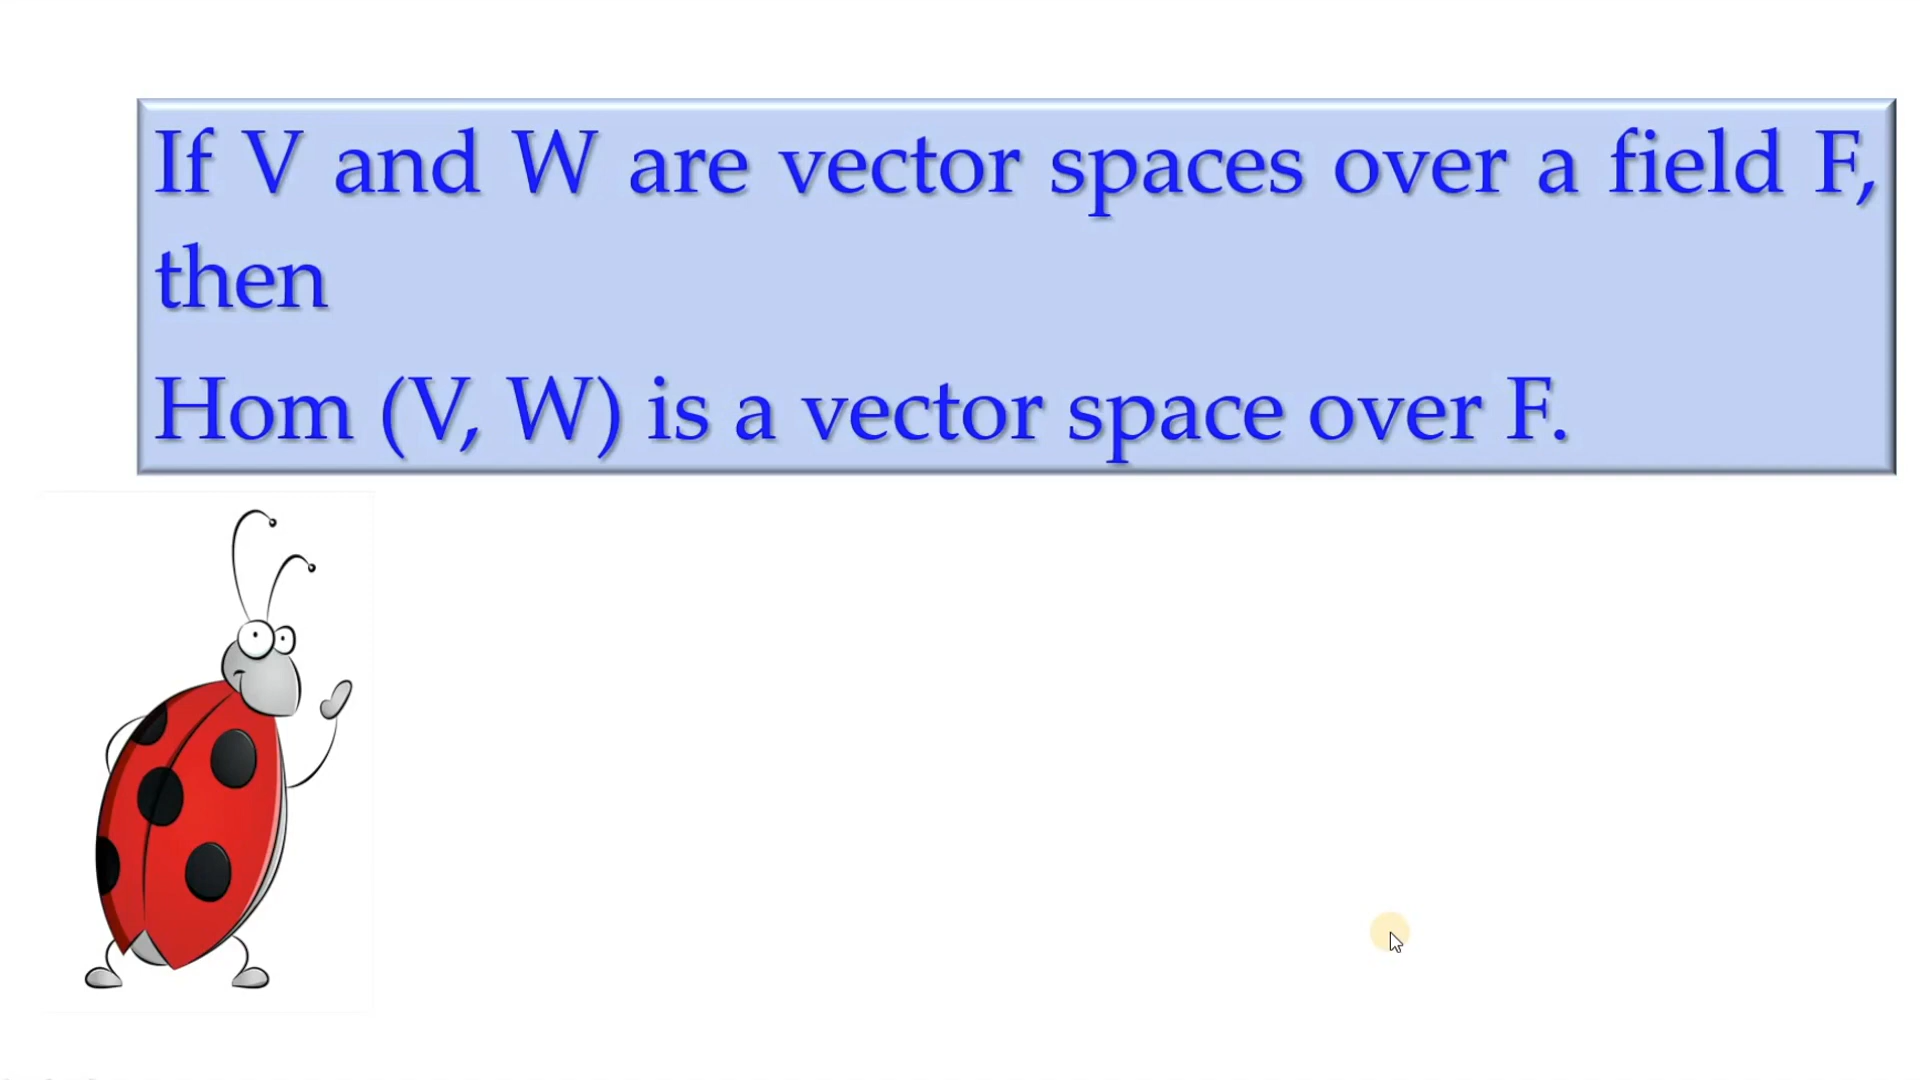 If V and W are vector spaces over a field F,
then
Hom (V, W) is a vector space over F.